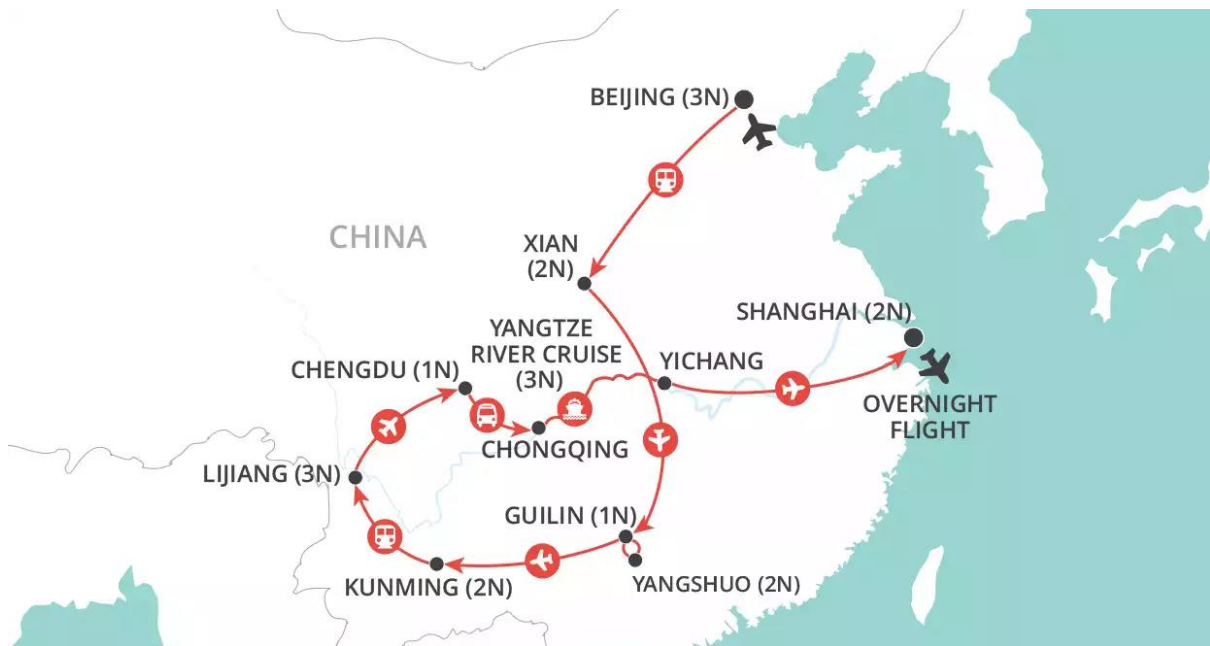 BEIJING (3N)
CHINA
XIAN
(2N)
SHANGHAI (2N)
YANGTZE
RIVER CRUISE
(3N)
YICHANG
CHENGDU (1N)
OVERNIGHT
FLIGHT
CHONGQING
LIJIANG (3N)
GUILIN (1N)
KUNMING (2N)
YANGSHUO (2N)